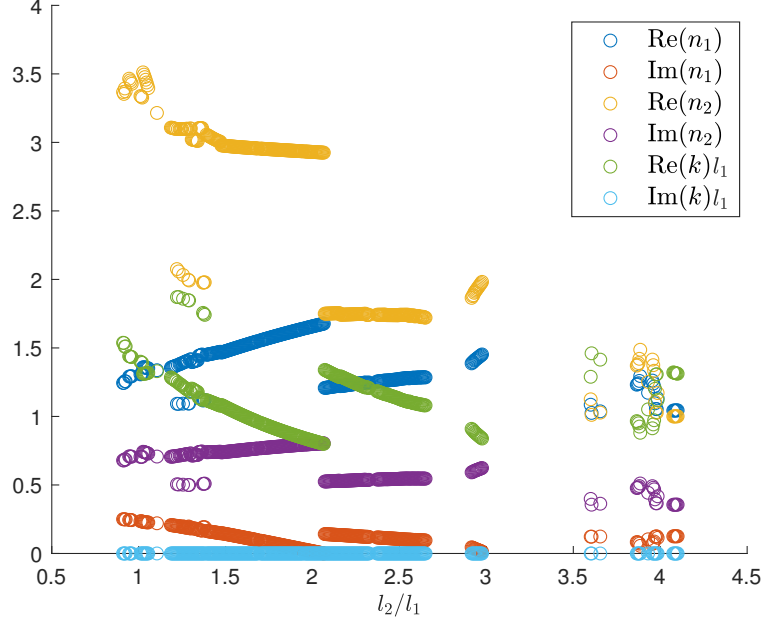 4
3.5
3
2.5
2
1.5
1
0.5
0
0.5 1 1.5 2 2.5 3 3.5 4 4.5
l₂/l₁
Re(n₁)
Im(n₁)
Re(n₂)
Im(n₂)
Re(k)l₁
Im(k)l₁